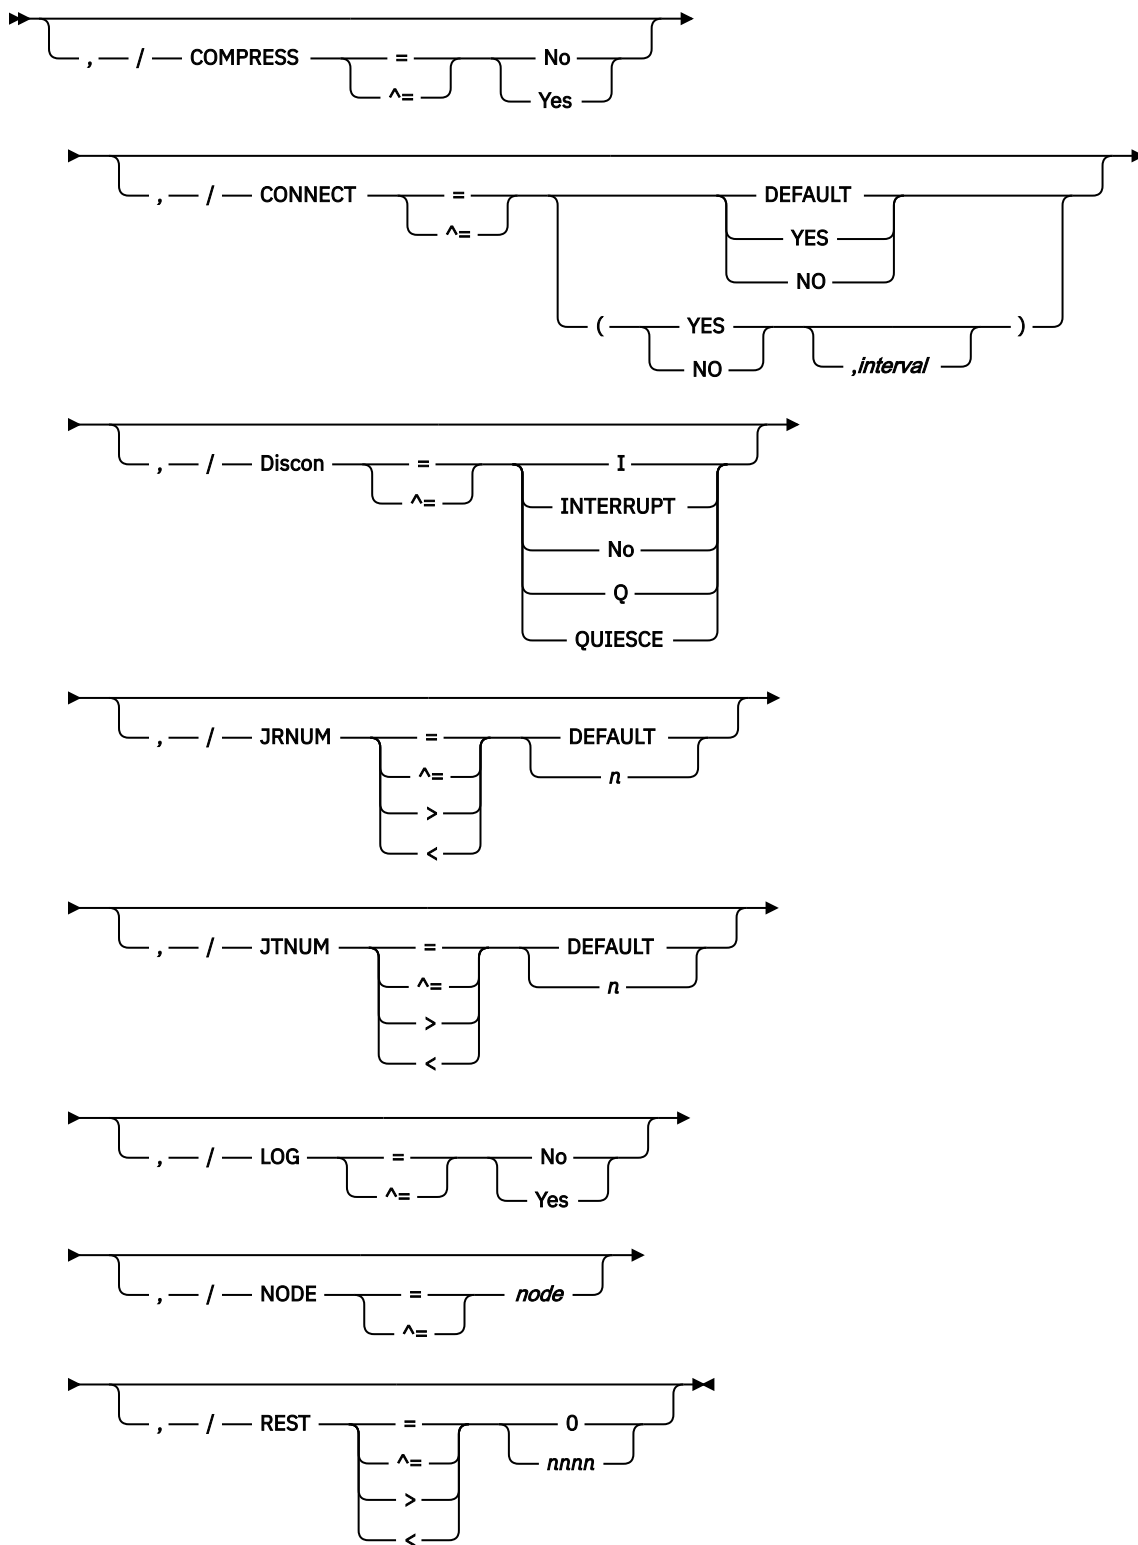 , / COMPRESS = No
^= Yes
, / CONNECT = DEFAULT
^= YES
NO
( YES )
NO ,interval
, / Discon = I
^= INTERRUPT
No
Q
QUIESCE
, / JRNUM = DEFAULT
^= n
>
<
, / JTNUM = DEFAULT
^= n
>
<
, / LOG = No
^= Yes
, / NODE = node
^=
, / REST = 0
^= nnnn
>
<